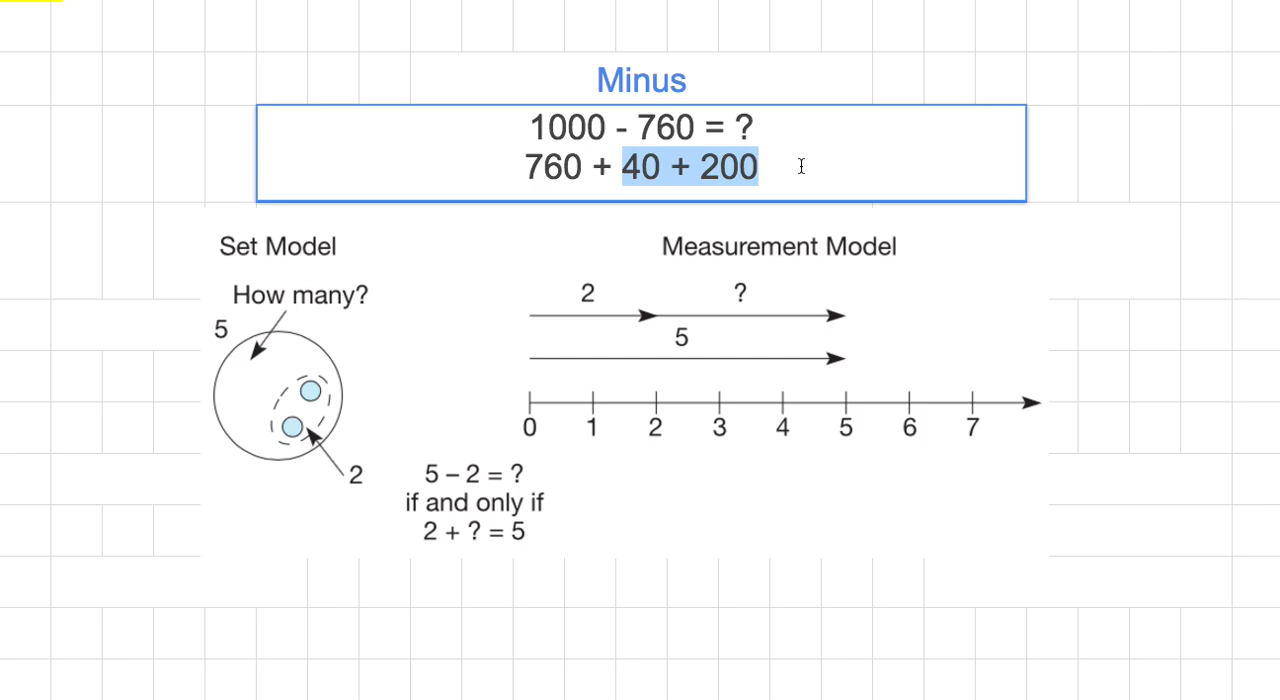 Minus
1000 - 760 = ?
760 + 40 + 200
Set Model
How many?
5
2
5 – 2 = ?
if and only if
2 + ? = 5
Measurement Model
2 ?
5
0 1 2 3 4 5 6 7